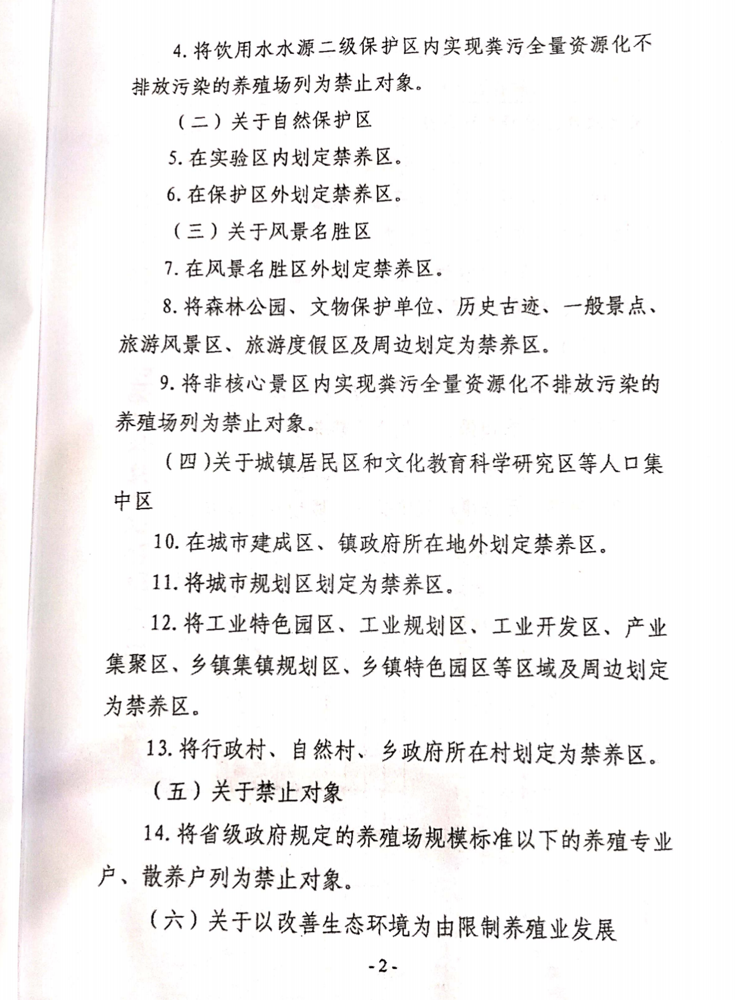 4.将饮用水水源二级保护区内实现粪污全量资源化不
排放污染的养殖场列为禁止对象。
（二）关于自然保护区
5.在实验区内划定禁养区。
6.在保护区外划定禁养区。
（三）关于风景名胜区
7.在风景名胜区外划定禁养区。
8.将森林公园、文物保护单位、历史古迹、一般景点、
旅游风景区、旅游度假区及周边划定为禁养区。
9.将非核心景区内实现粪污全量资源化不排放污染的
养殖场列为禁止对象。
（四)关于城镇居民区和文化教育科学研究区等人口集
中区
10.在城市建成区、镇政府所在地外划定禁养区。
11.将城市规划区划定为禁养区。
12.将工业特色园区、工业规划区、工业开发区、产业
集聚区、乡镇集镇规划区、乡镇特色园区等区域及周边划定
为禁养区。
13.将行政村、自然村、乡政府所在村划定为禁养区。
（五）关于禁止对象
14.将省级政府规定的养殖场规模标准以下的养殖专业
户、散养户列为禁止对象。
（六）关于以改善生态环境为由限制养殖业发展
-2-